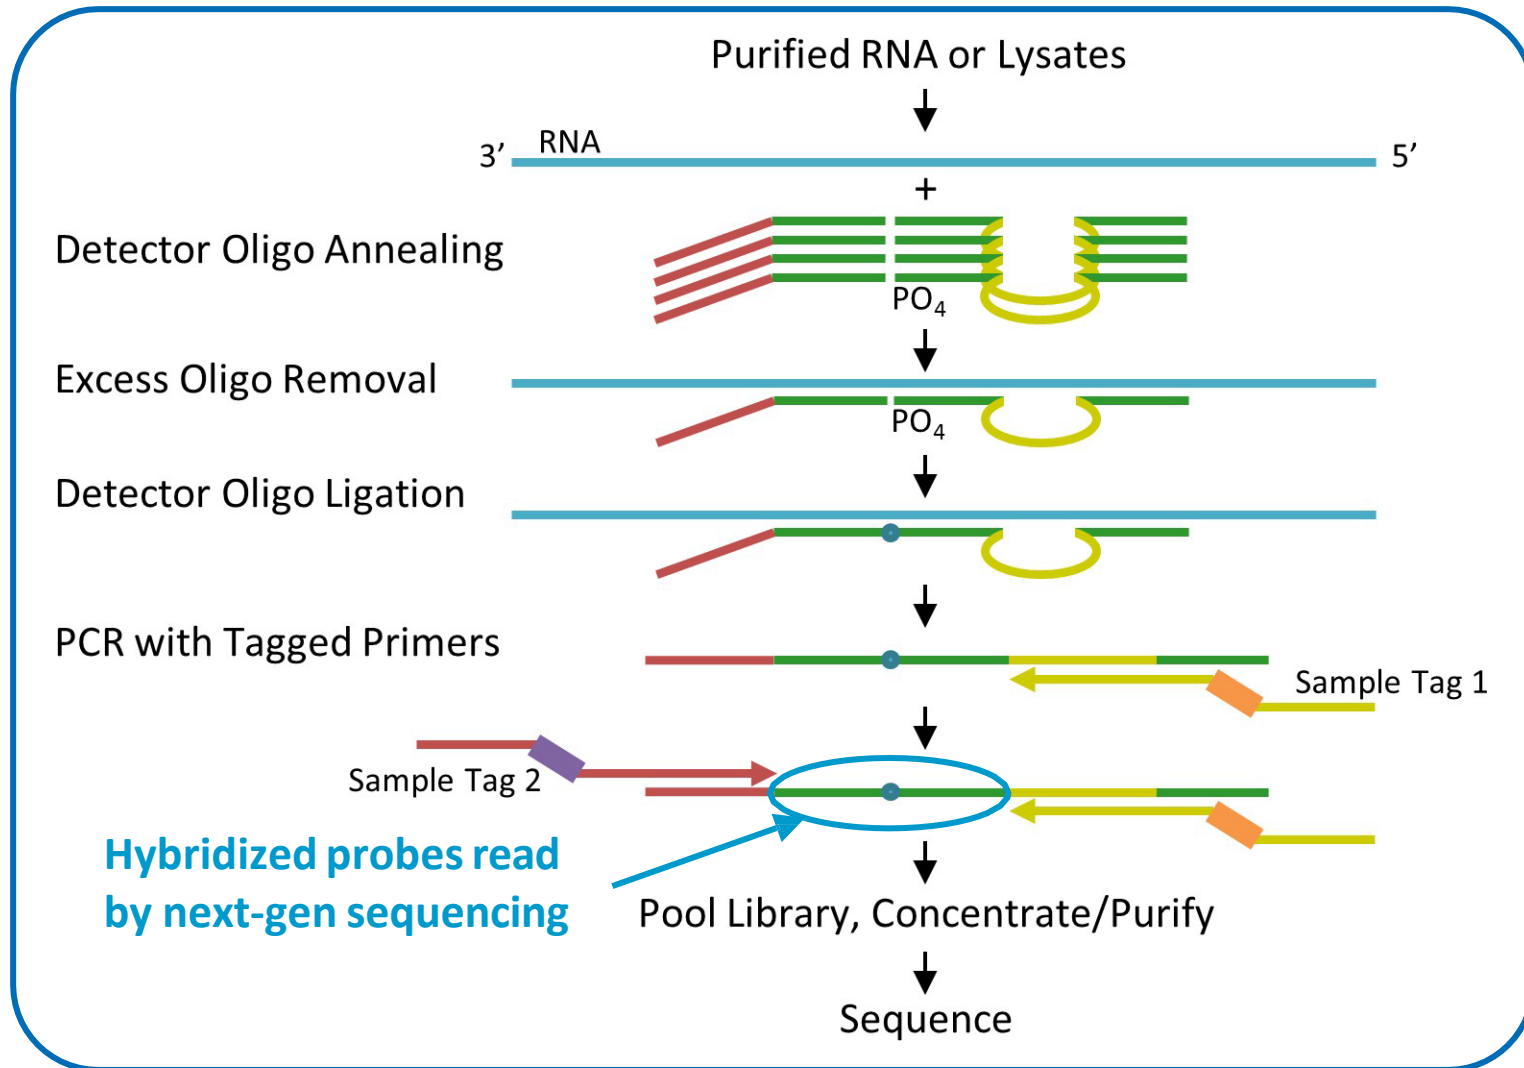 Purified RNA or Lysates
3’ RNA 5’
+
Detector Oligo Annealing
PO4
Excess Oligo Removal
PO4
Detector Oligo Ligation
PCR with Tagged Primers
Sample Tag 1
Sample Tag 2
Hybridized probes read
by next-gen sequencing
Pool Library, Concentrate/Purify
Sequence